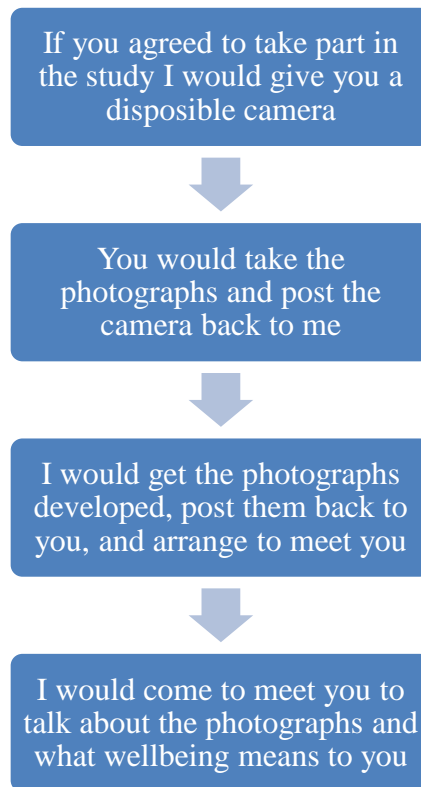 If you agreed to take part in
the study I would give you a
disposible camera
You would take the
photographs and post the
camera back to me
I would get the photographs
developed, post them back to
you, and arrange to meet you
I would come to meet you to
talk about the photographs and
what wellbeing means to you